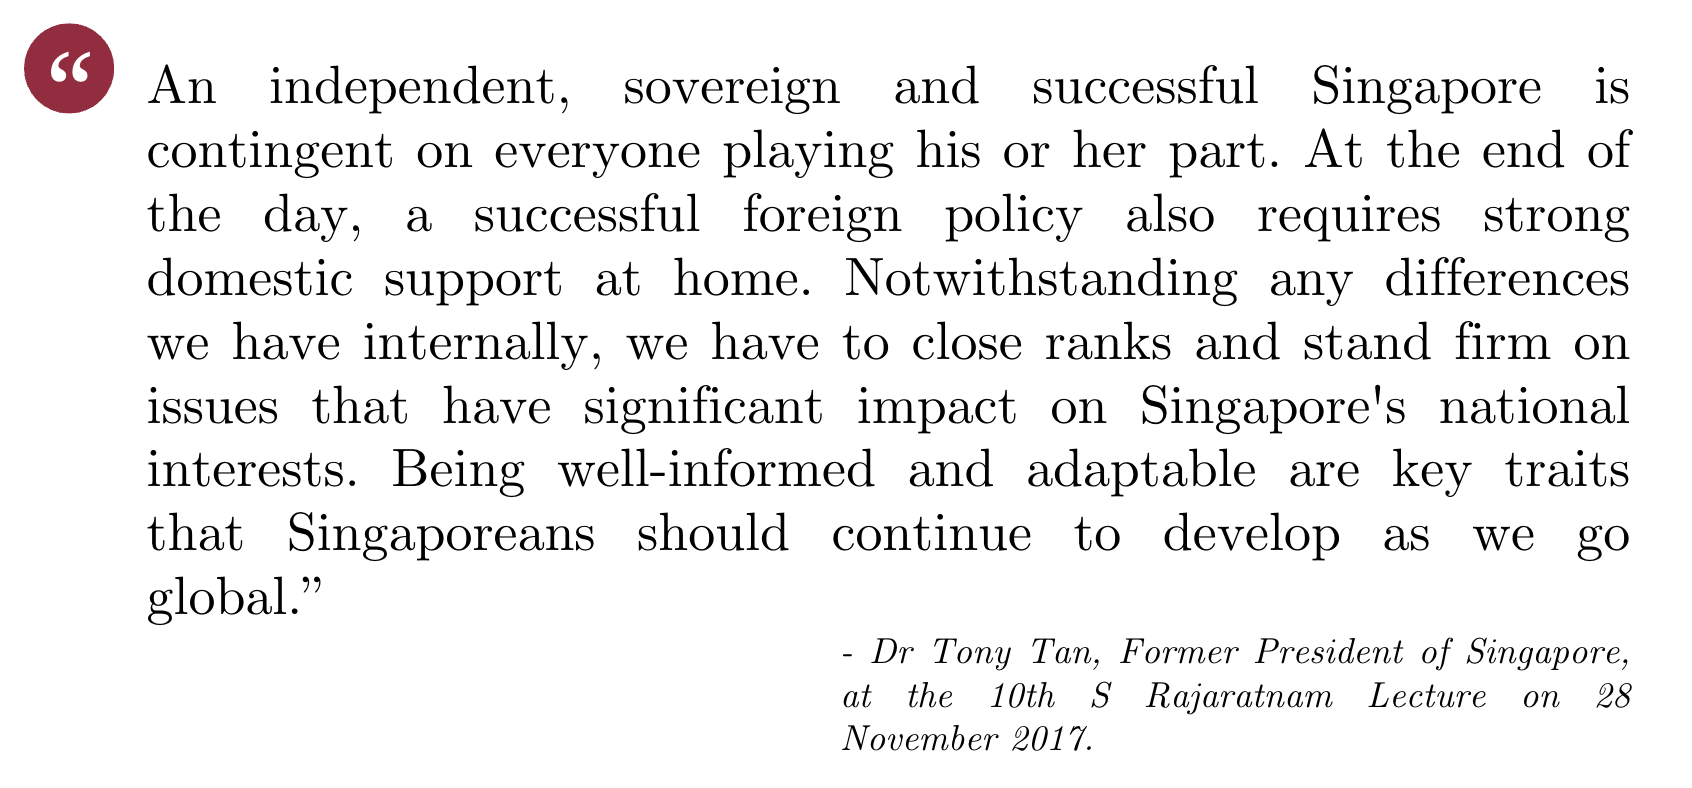 “
An independent, sovereign and successful Singapore is
contingent on everyone playing his or her part. At the end of
the day, a successful foreign policy also requires strong
domestic support at home. Notwithstanding any differences
we have internally, we have to close ranks and stand firm on
issues that have significant impact on Singapore's national
interests. Being well-informed and adaptable are key traits
that Singaporeans should continue to develop as we go
global.”
- Dr Tony Tan, Former President of Singapore,
at the 10th S Rajaratnam Lecture on 28
November 2017.